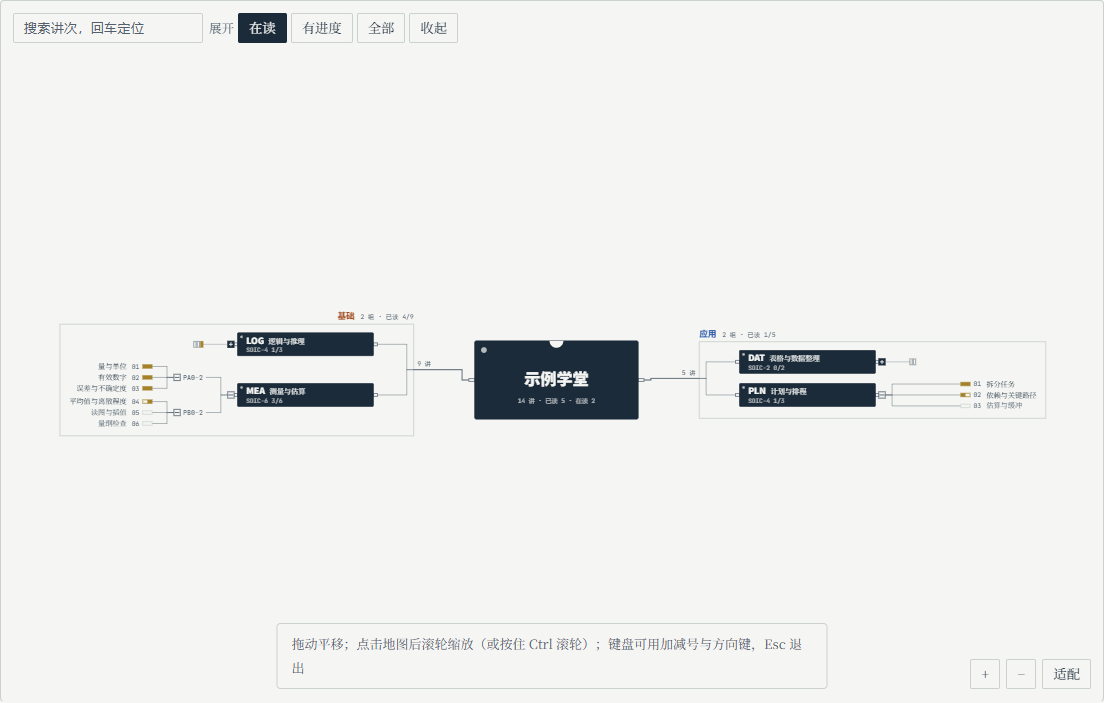 搜索讲次，回车定位
展开 在读 有进度 全部 收起
基础 2 组 · 已读 4/9
LOG 逻辑与推理
SOIC-4 1/3
量与单位 01
有效数字 02
误差与不确定度 03
PA0-2
平均值与离散程度 04
读图与插值 05
量纲检查 06
PB0-2
MEA 测量与估算
SOIC-6 3/6
9 讲
示例学堂
14 讲 · 已读 5 · 在读 2
5 讲
应用 2 组 · 已读 1/5
DAT 表格与数据整理
SOIC-2 0/2
PLN 计划与排程
SOIC-4 1/3
01 拆分任务
02 依赖与关键路径
03 估算与缓冲
拖动平移；点击地图后滚轮缩放（或按住 Ctrl 滚轮）；键盘可用加减号与方向键，Esc 退
出
+ − 适配